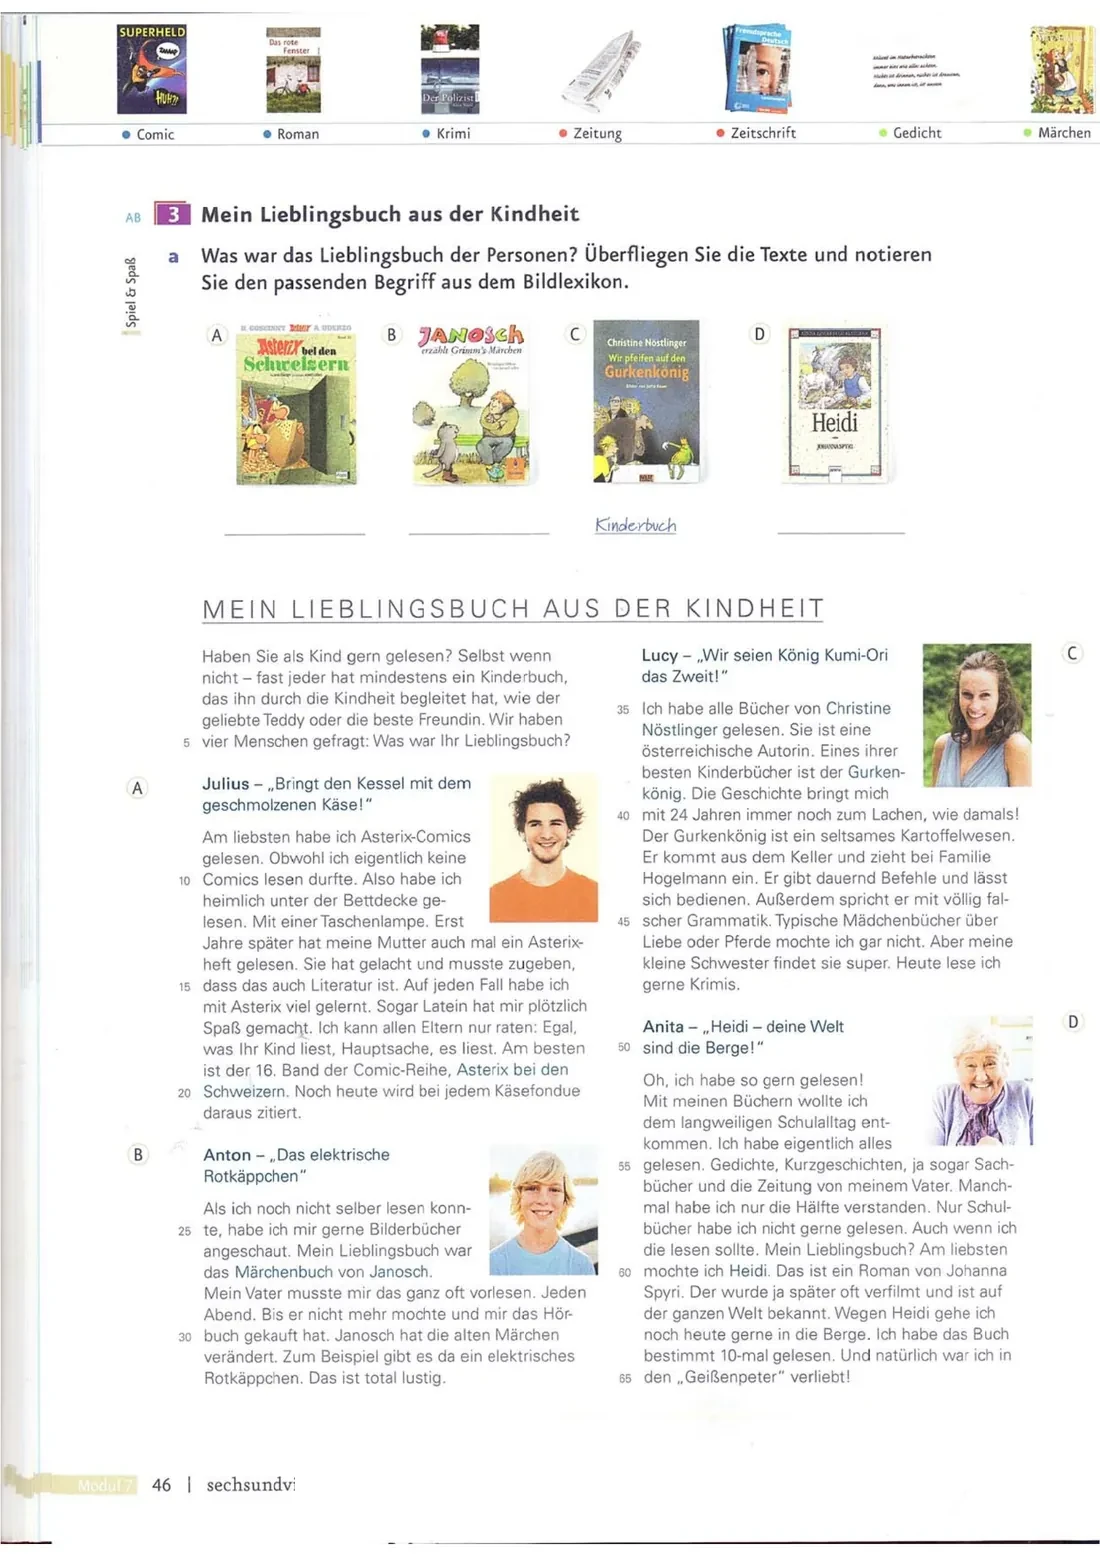 SUPERHELD
HUH?!
Das rote
Fenster
Der Polizist
Fremdsprache
Deutsch
Comic
Roman
Krimi
Zeitung
Zeitschrift
Gedicht
Märchen
AB
3 Mein Lieblingsbuch aus der Kindheit
Spiel & Spaß
a Was war das Lieblingsbuch der Personen? Überfliegen Sie die Texte und notieren
Sie den passenden Begriff aus dem Bildlexikon.
A
Asterix bei den
Schweizern
B
JANOSCH
erzählt Grimm's Märchen
C
Christine Nöstlinger
Wir pfeifen auf den
Gurkenkönig
D
Heidi
JOHANNA SPYRI
Kinderbuch
MEIN LIEBLINGSBUCH AUS DER KINDHEIT
Haben Sie als Kind gern gelesen? Selbst wenn
nicht – fast jeder hat mindestens ein Kinderbuch,
das ihn durch die Kindheit begleitet hat, wie der
geliebte Teddy oder die beste Freundin. Wir haben
5 vier Menschen gefragt: Was war Ihr Lieblingsbuch?
A
Julius – „Bringt den Kessel mit dem
geschmolzenen Käse!“
Am liebsten habe ich Asterix-Comics
gelesen. Obwohl ich eigentlich keine
10 Comics lesen durfte. Also habe ich
heimlich unter der Bettdecke ge-
lesen. Mit einer Taschenlampe. Erst
Jahre später hat meine Mutter auch mal ein Asterix-
heft gelesen. Sie hat gelacht und musste zugeben,
15 dass das auch Literatur ist. Auf jeden Fall habe ich
mit Asterix viel gelernt. Sogar Latein hat mir plötzlich
Spaß gemacht. Ich kann allen Eltern nur raten: Egal,
was Ihr Kind liest, Hauptsache, es liest. Am besten
ist der 16. Band der Comic-Reihe, Asterix bei den
20 Schweizern. Noch heute wird bei jedem Käsefondue
daraus zitiert.
B
Anton – „Das elektrische
Rotkäppchen“
Als ich noch nicht selber lesen konn-
25 te, habe ich mir gerne Bilderbücher
angeschaut. Mein Lieblingsbuch war
das Märchenbuch von Janosch.
Mein Vater musste mir das ganz oft vorlesen. Jeden
Abend. Bis er nicht mehr mochte und mir das Hör-
30 buch gekauft hat. Janosch hat die alten Märchen
verändert. Zum Beispiel gibt es da ein elektrisches
Rotkäppchen. Das ist total lustig.
C
Lucy – „Wir seien König Kumi-Ori
das Zweit!“
35 Ich habe alle Bücher von Christine
Nöstlinger gelesen. Sie ist eine
österreichische Autorin. Eines ihrer
besten Kinderbücher ist der Gurken-
könig. Die Geschichte bringt mich
40 mit 24 Jahren immer noch zum Lachen, wie damals!
Der Gurkenkönig ist ein seltsames Kartoffelwesen.
Er kommt aus dem Keller und zieht bei Familie
Hogelmann ein. Er gibt dauernd Befehle und lässt
sich bedienen. Außerdem spricht er mit völlig fal-
45 scher Grammatik. Typische Mädchenbücher über
Liebe oder Pferde mochte ich gar nicht. Aber meine
kleine Schwester findet sie super. Heute lese ich
gerne Krimis.
D
Anita – „Heidi – deine Welt
50 sind die Berge!“
Oh, ich habe so gern gelesen!
Mit meinen Büchern wollte ich
dem langweiligen Schulalltag ent-
kommen. Ich habe eigentlich alles
55 gelesen. Gedichte, Kurzgeschichten, ja sogar Sach-
bücher und die Zeitung von meinem Vater. Manch-
mal habe ich nur die Hälfte verstanden. Nur Schul-
bücher habe ich nicht gerne gelesen. Auch wenn ich
die lesen sollte. Mein Lieblingsbuch? Am liebsten
60 mochte ich Heidi. Das ist ein Roman von Johanna
Spyri. Der wurde ja später oft verfilmt und ist auf
der ganzen Welt bekannt. Wegen Heidi gehe ich
noch heute gerne in die Berge. Ich habe das Buch
bestimmt 10-mal gelesen. Und natürlich war ich in
65 den „Geißenpeter“ verliebt!
Modul 7 46 | sechsundvi